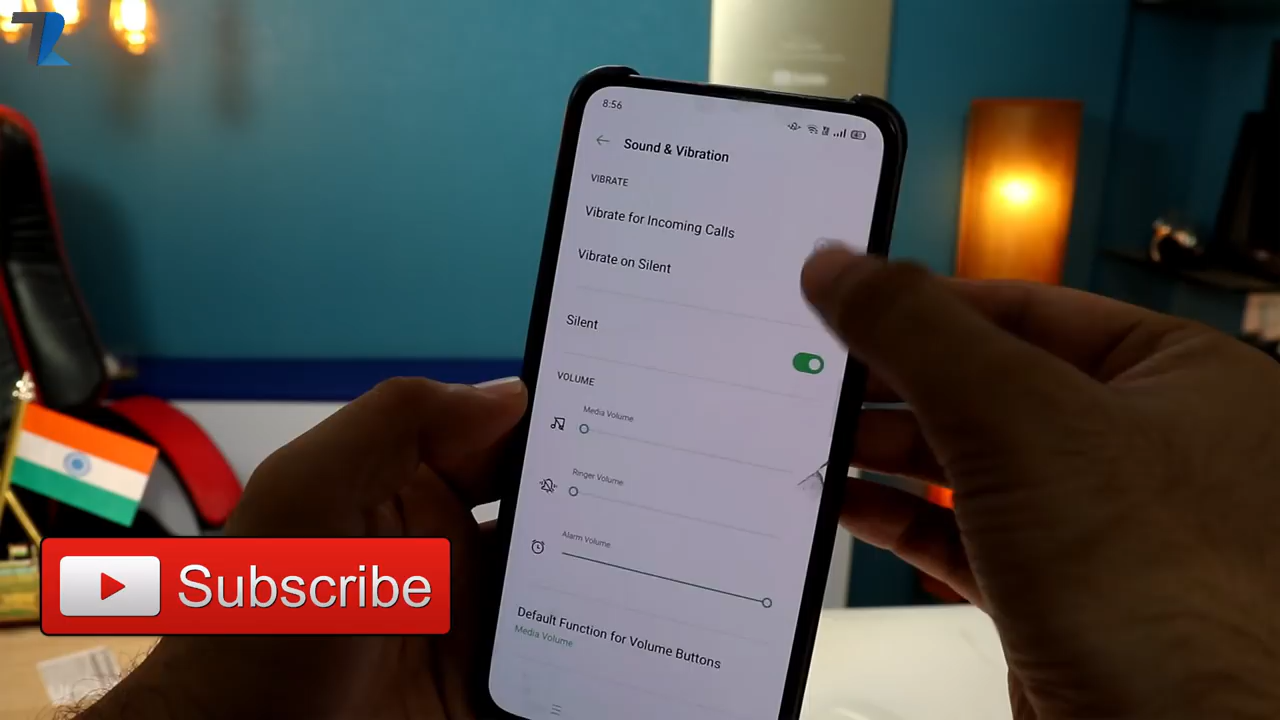 8:56
Sound & Vibration
VIBRATE
Vibrate for Incoming Calls
Vibrate on Silent
Silent
VOLUME
Media Volume
Ringer Volume
Alarm Volume
Default Function for Volume Buttons
Media Volume
Subscribe